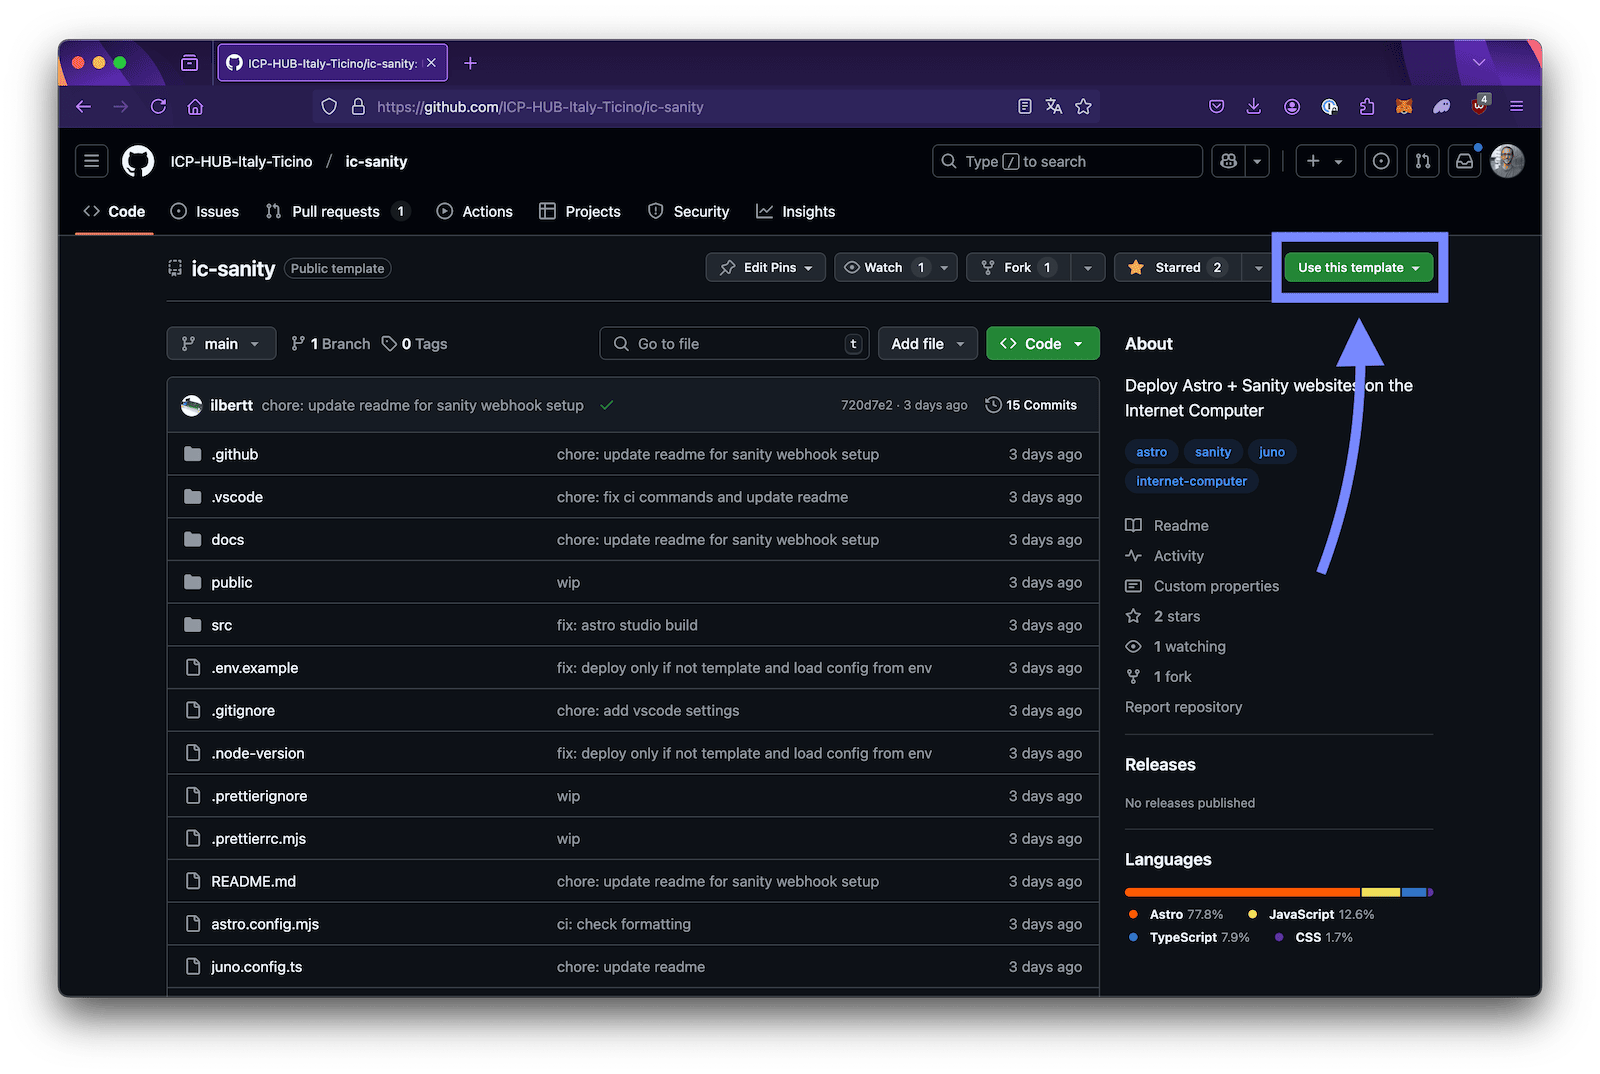 ICP-HUB-Italy-Ticino/ic-sanity:
https://github.com/ICP-HUB-Italy-Ticino/ic-sanity
4
ICP-HUB-Italy-Ticino / ic-sanity
Type / to search
Code Issues Pull requests 1 Actions Projects Security Insights
ic-sanity Public template
Edit Pins Watch 1 Fork 1 Starred 2 Use this template
main 1 Branch 0 Tags Go to file t Add file Code
ilbertt chore: update readme for sanity webhook setup 720d7e2 · 3 days ago 15 Commits
.github chore: update readme for sanity webhook setup 3 days ago
.vscode chore: fix ci commands and update readme 3 days ago
docs chore: update readme for sanity webhook setup 3 days ago
public wip 3 days ago
src fix: astro studio build 3 days ago
.env.example fix: deploy only if not template and load config from env 3 days ago
.gitignore chore: add vscode settings 3 days ago
.node-version fix: deploy only if not template and load config from env 3 days ago
.prettierignore wip 3 days ago
.prettierrc.mjs wip 3 days ago
README.md chore: update readme for sanity webhook setup 3 days ago
astro.config.mjs ci: check formatting 3 days ago
juno.config.ts chore: update readme 3 days ago
About
Deploy Astro + Sanity websites on the
Internet Computer
astro sanity juno
internet-computer
Readme
Activity
Custom properties
2 stars
1 watching
1 fork
Report repository
Releases
No releases published
Languages
Astro 77.8% JavaScript 12.6%
TypeScript 7.9% CSS 1.7%